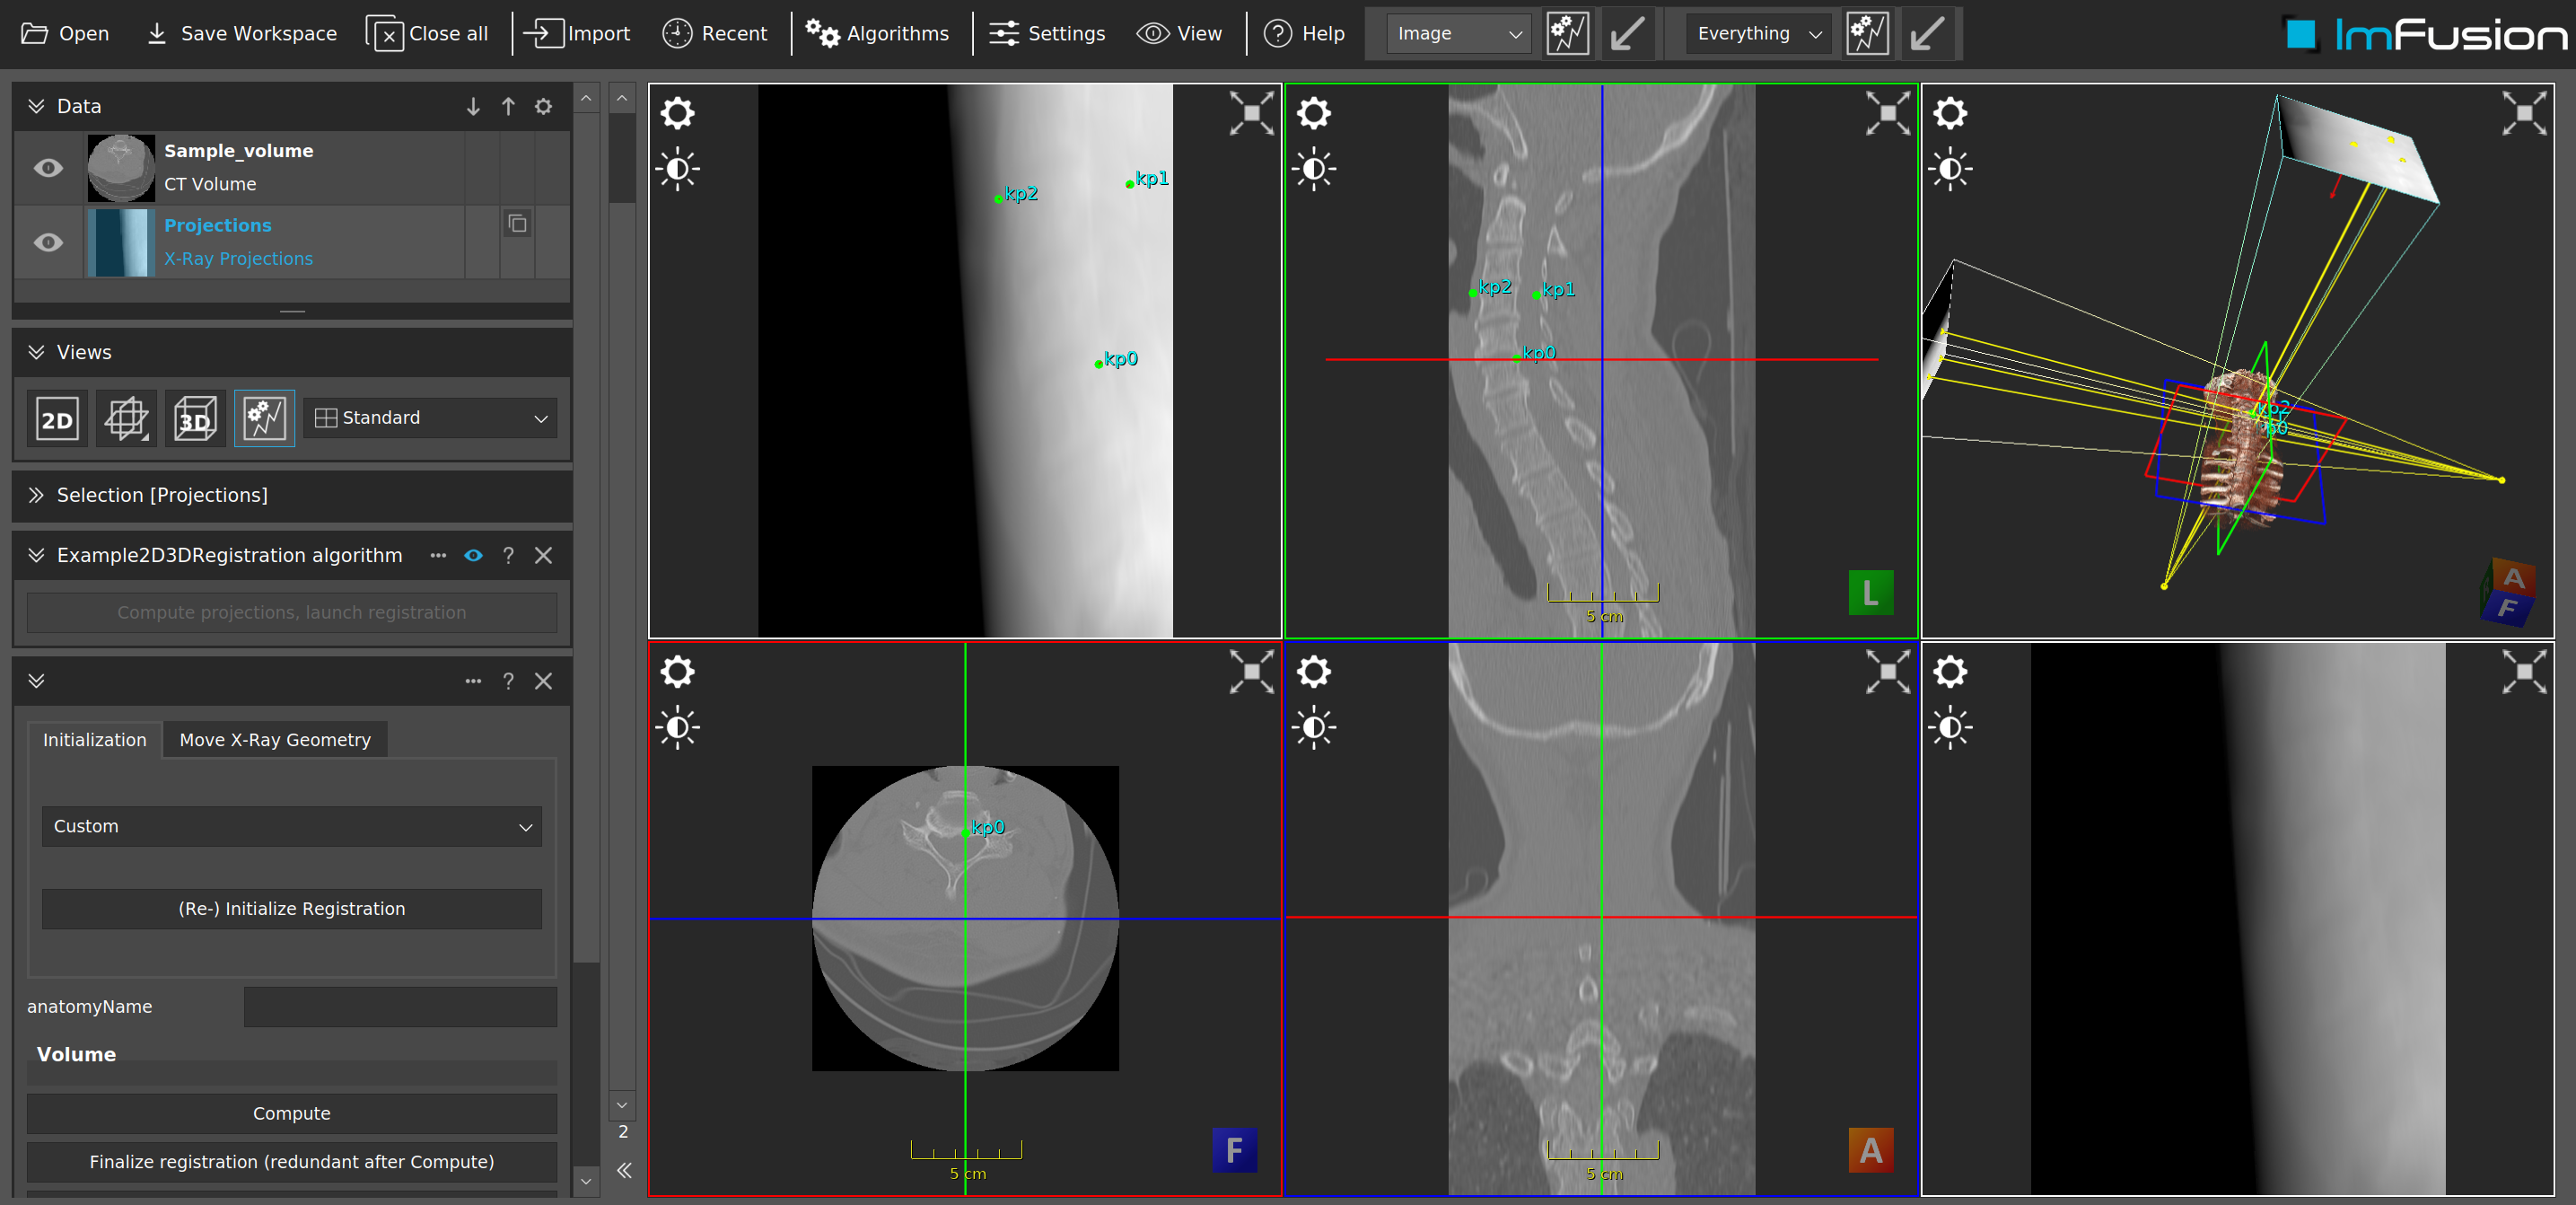 Open Save Workspace Close all Import Recent Algorithms Settings View Help Image Everything ImFusion
Data
Sample_volume
CT Volume
Projections
X-Ray Projections
Views
2D 3D Standard
Selection [Projections]
Example2D3DRegistration algorithm ... ?
Compute projections, launch registration
... ?
Initialization Move X-Ray Geometry
Custom
(Re-) Initialize Registration
anatomyName
Volume
Compute
Finalize registration (redundant after Compute)
2
kp2 kp1
kp0
kp2 kp1
kp0
L
5 cm
kp2
A
F
kp0
F
5 cm
A
5 cm